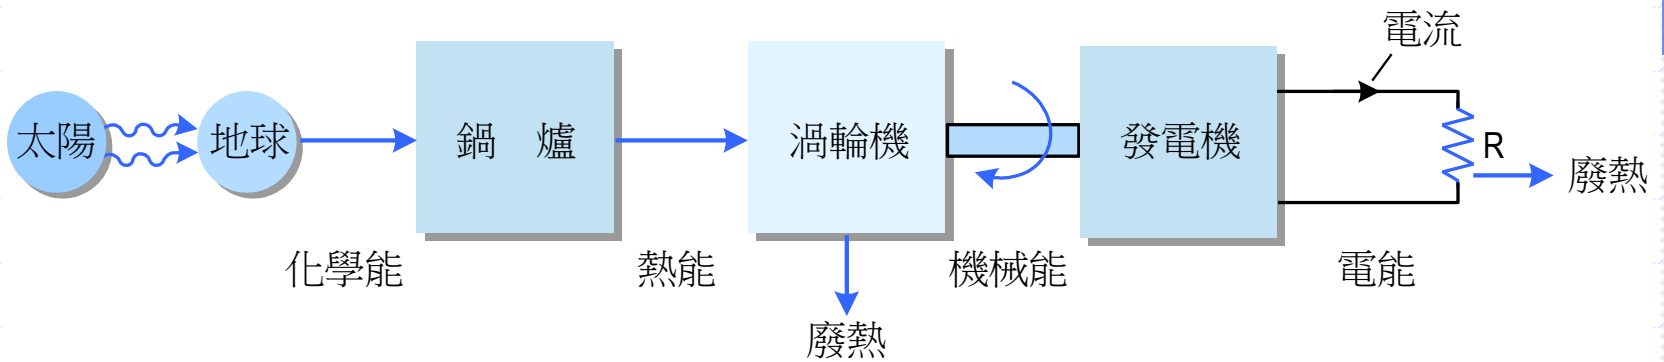 電流
太陽
地球
鍋 爐
渦輪機
發電機
R
廢熱
化學能
熱能
機械能
電能
廢熱